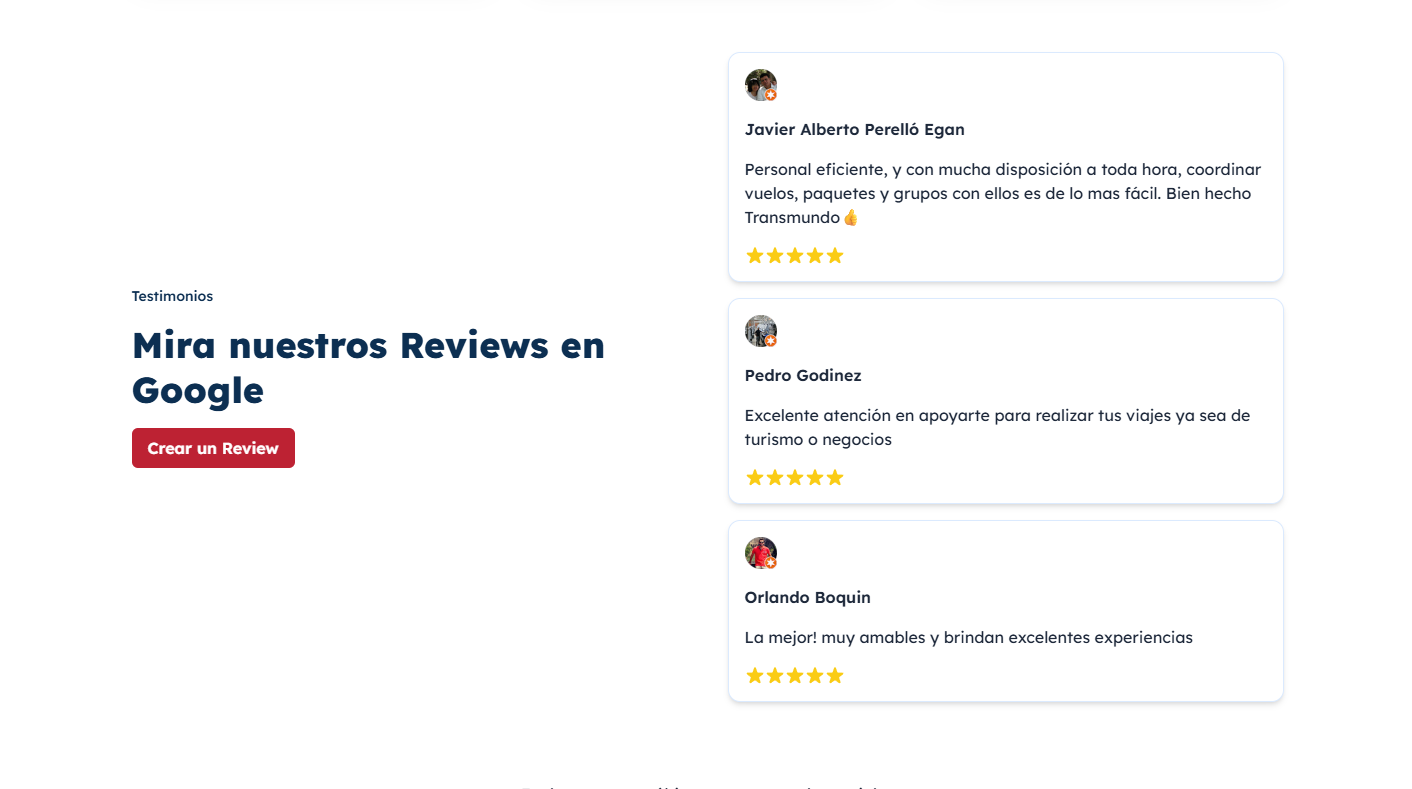 Testimonios
Mira nuestros Reviews en
Google
Crear un Review
Javier Alberto Perelló Egan
Personal eficiente, y con mucha disposición a toda hora, coordinar
vuelos, paquetes y grupos con ellos es de lo mas fácil. Bien hecho
Transmundo👍
Pedro Godinez
Excelente atención en apoyarte para realizar tus viajes ya sea de
turismo o negocios
Orlando Boquin
La mejor! muy amables y brindan excelentes experiencias